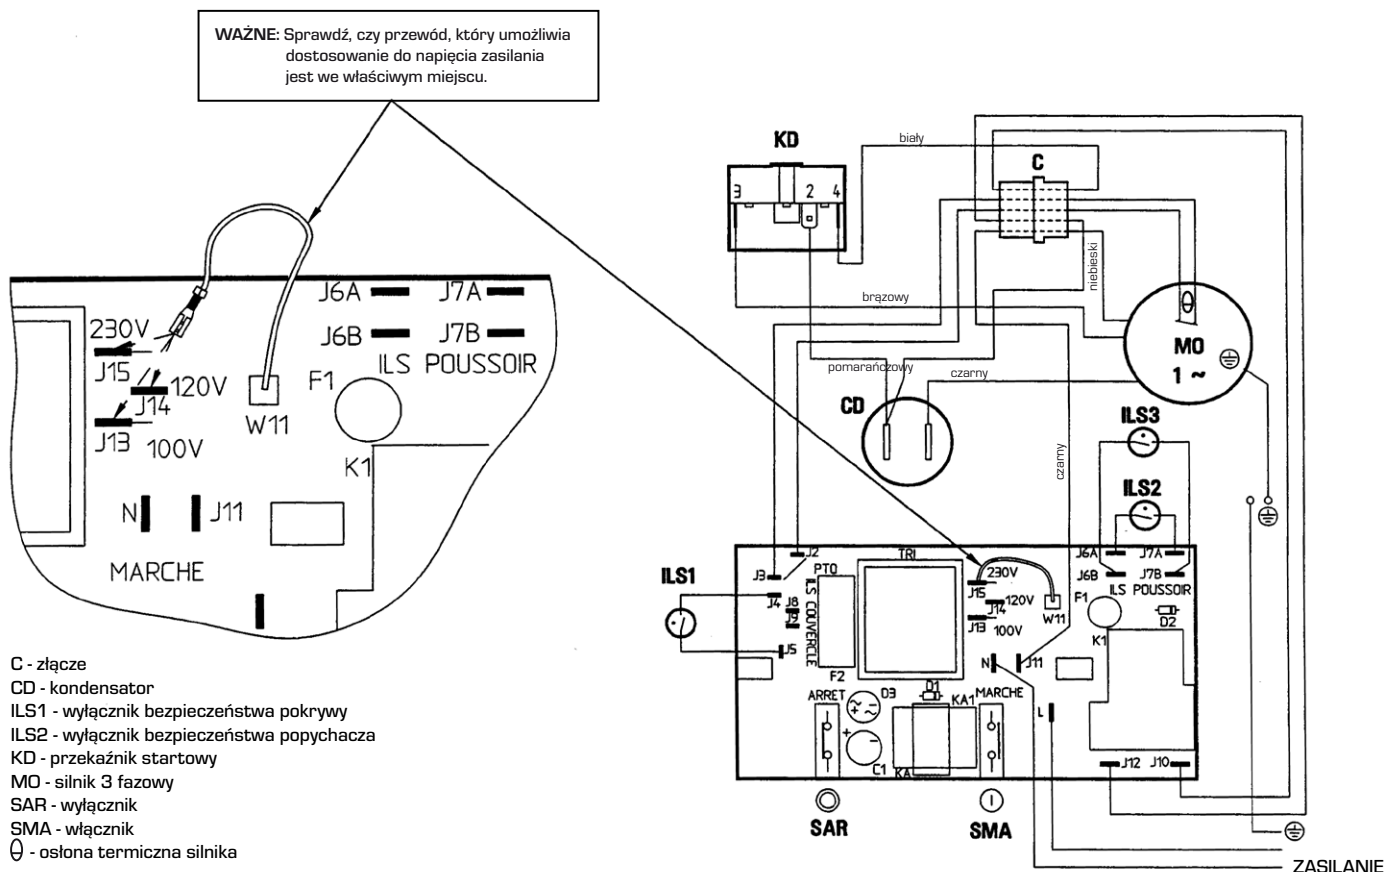 WAŻNE: Sprawdź, czy przewód, który umożliwia
dostosowanie do napięcia zasilania
jest we właściwym miejscu.
J6A
J7A
230V
J6B
J7B
J15
ILS POUSSOIR
120V
F1
J14
J13
W11
100V
K1
N
J11
MARCHE
C - złącze
CD - kondensator
ILS1 - wyłącznik bezpieczeństwa pokrywy
ILS2 - wyłącznik bezpieczeństwa popychacza
KD - przekaźnik startowy
MO - silnik 3 fazowy
SAR - wyłącznik
SMA - włącznik
- osłona termiczna silnika
KD
biały
C
3
2
4
niebieski
brązowy
MO
1 ~
pomarańczowy
czarny
CD
ILS3
czarny
ILS2
J2
TRI
J6A
J7A
ILS1
J3
PTO
230V
J6B
J7B
J15
ILS POUSSOIR
J4
J8
ILS COUVERCLE
120V
F1
J14
J9
J13
100V
W11
D2
K1
J5
N
J11
F2
D1
ARRET
D3
KA1
MARCHE
L
C1
KA
J12
J10
SAR
SMA
ZASILANIE